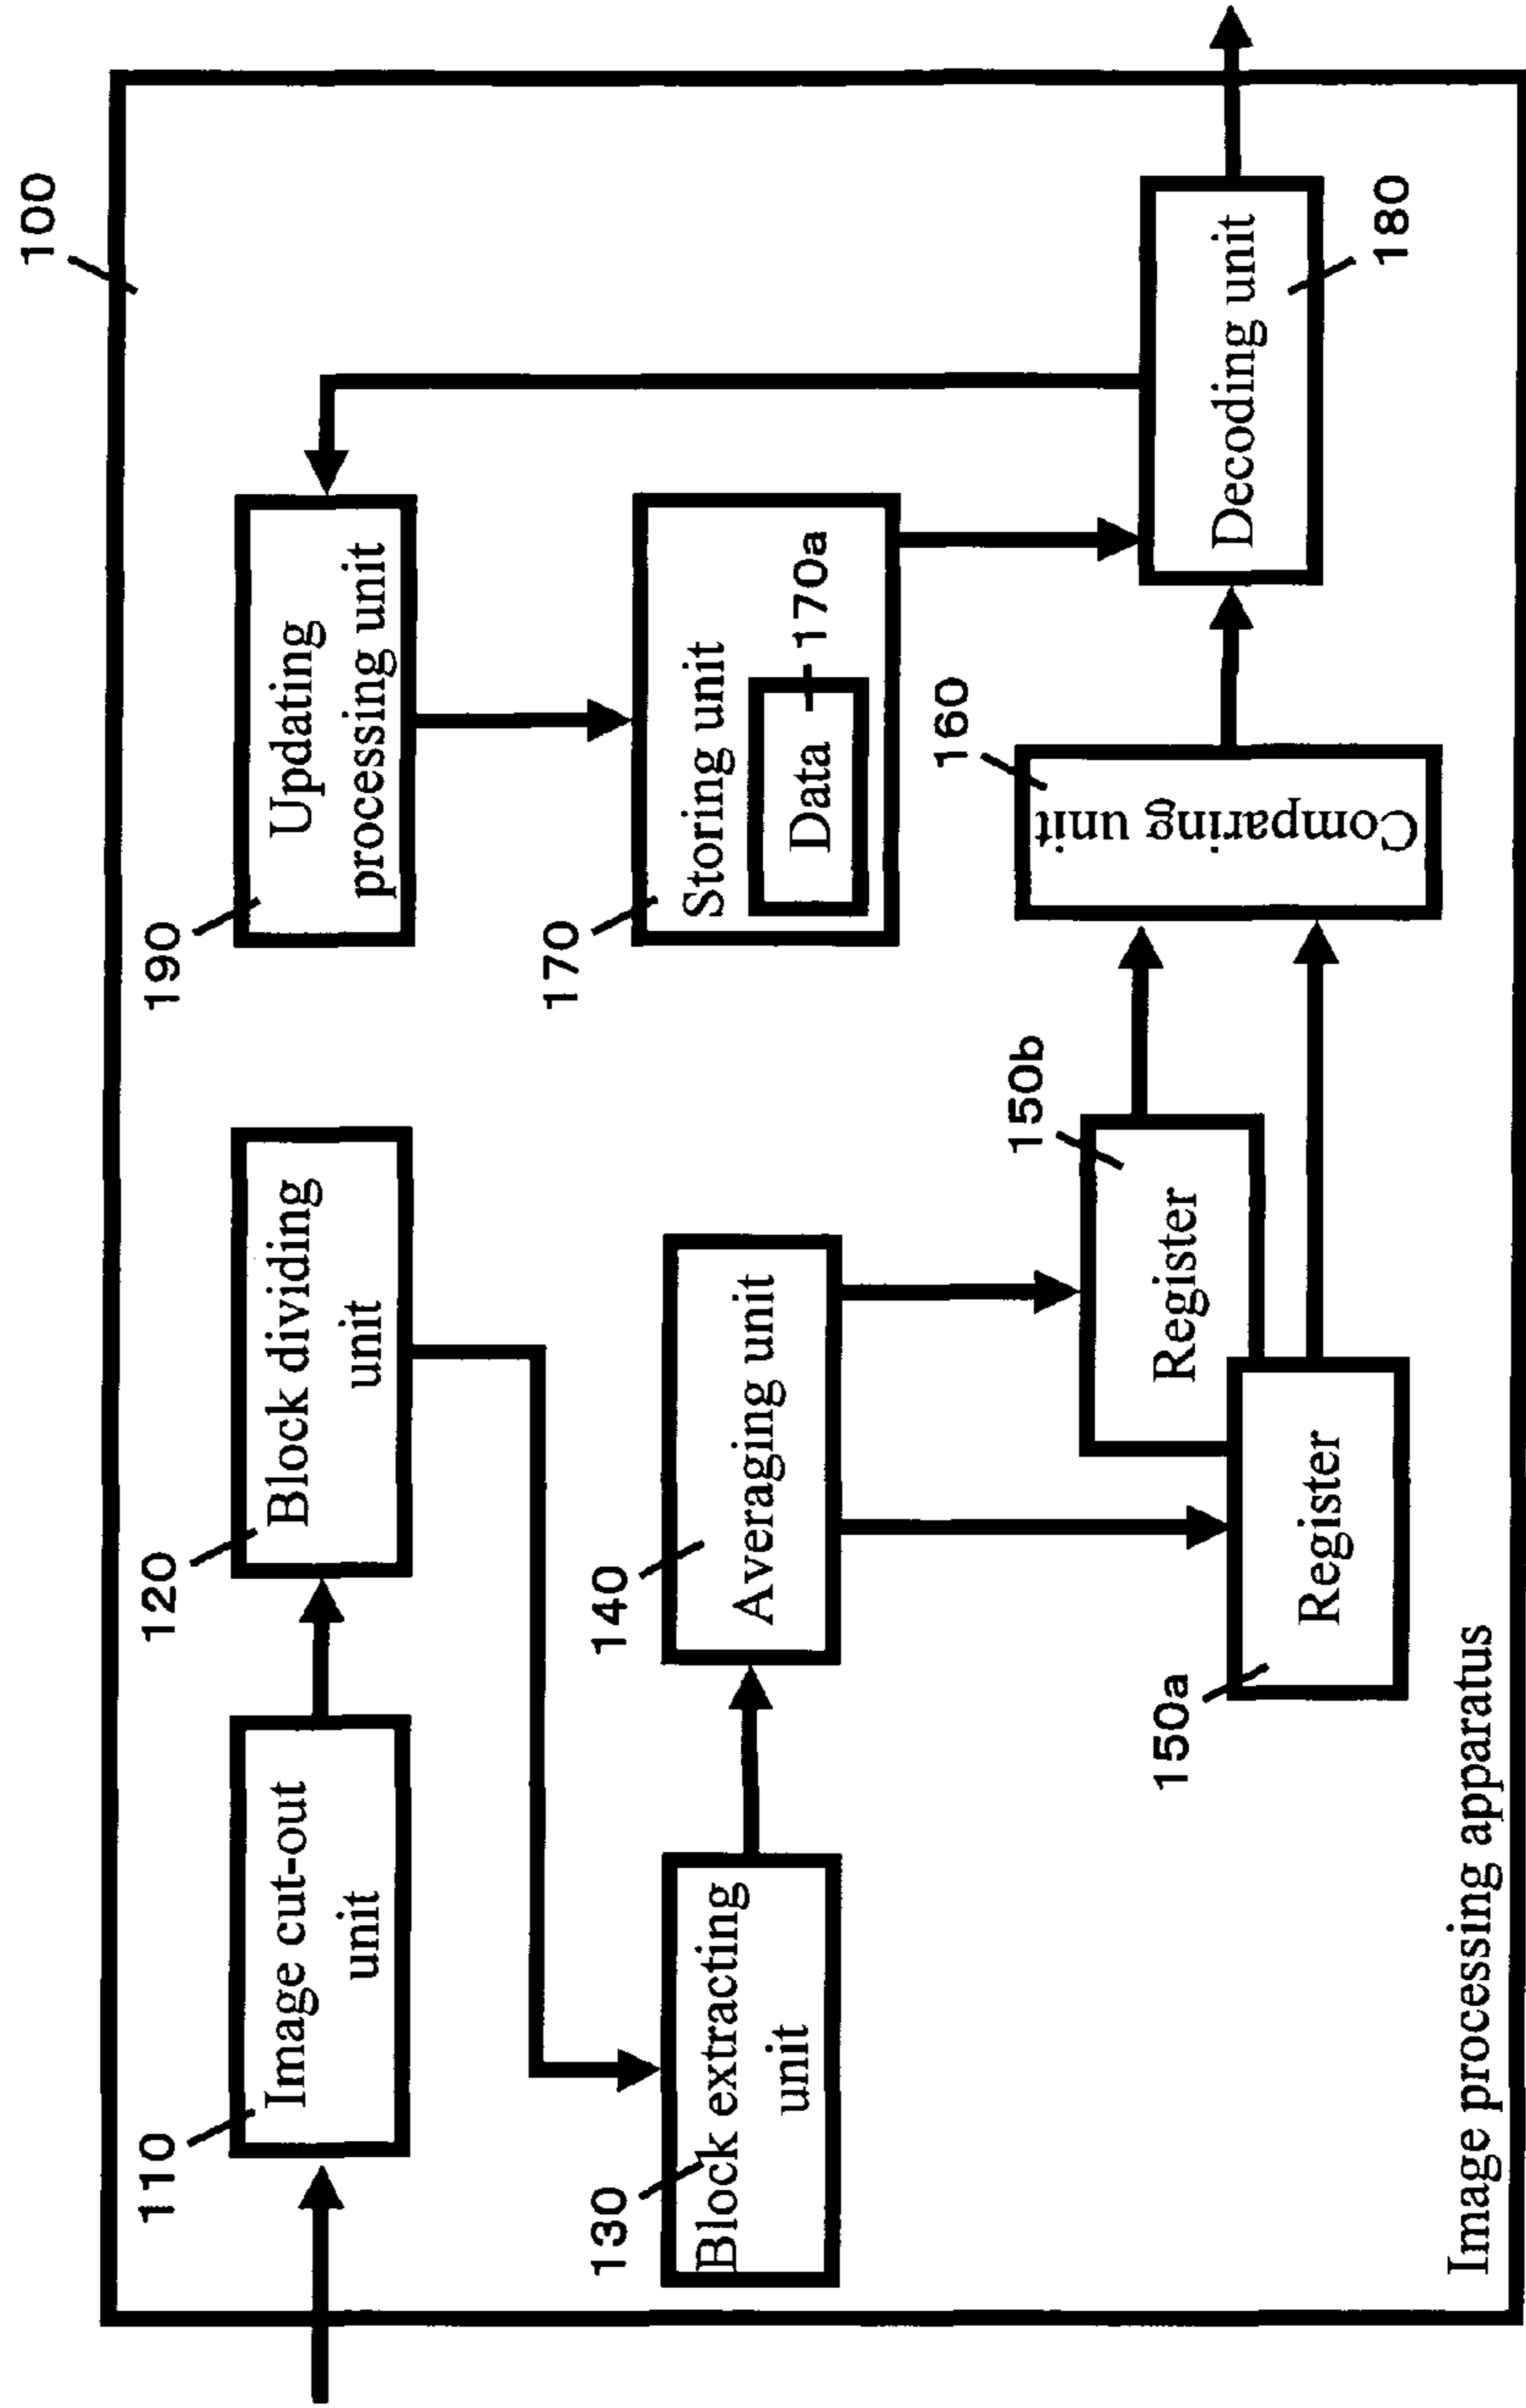 100
110
Image cut-out
unit
120
Block dividing
unit
190
Updating
processing unit
130
Block extracting
unit
140
Averaging unit
170
Storing unit
Data
170a
150a
Register
150b
Register
160
Comparing
unit
Decoding unit
180
Image processing apparatus